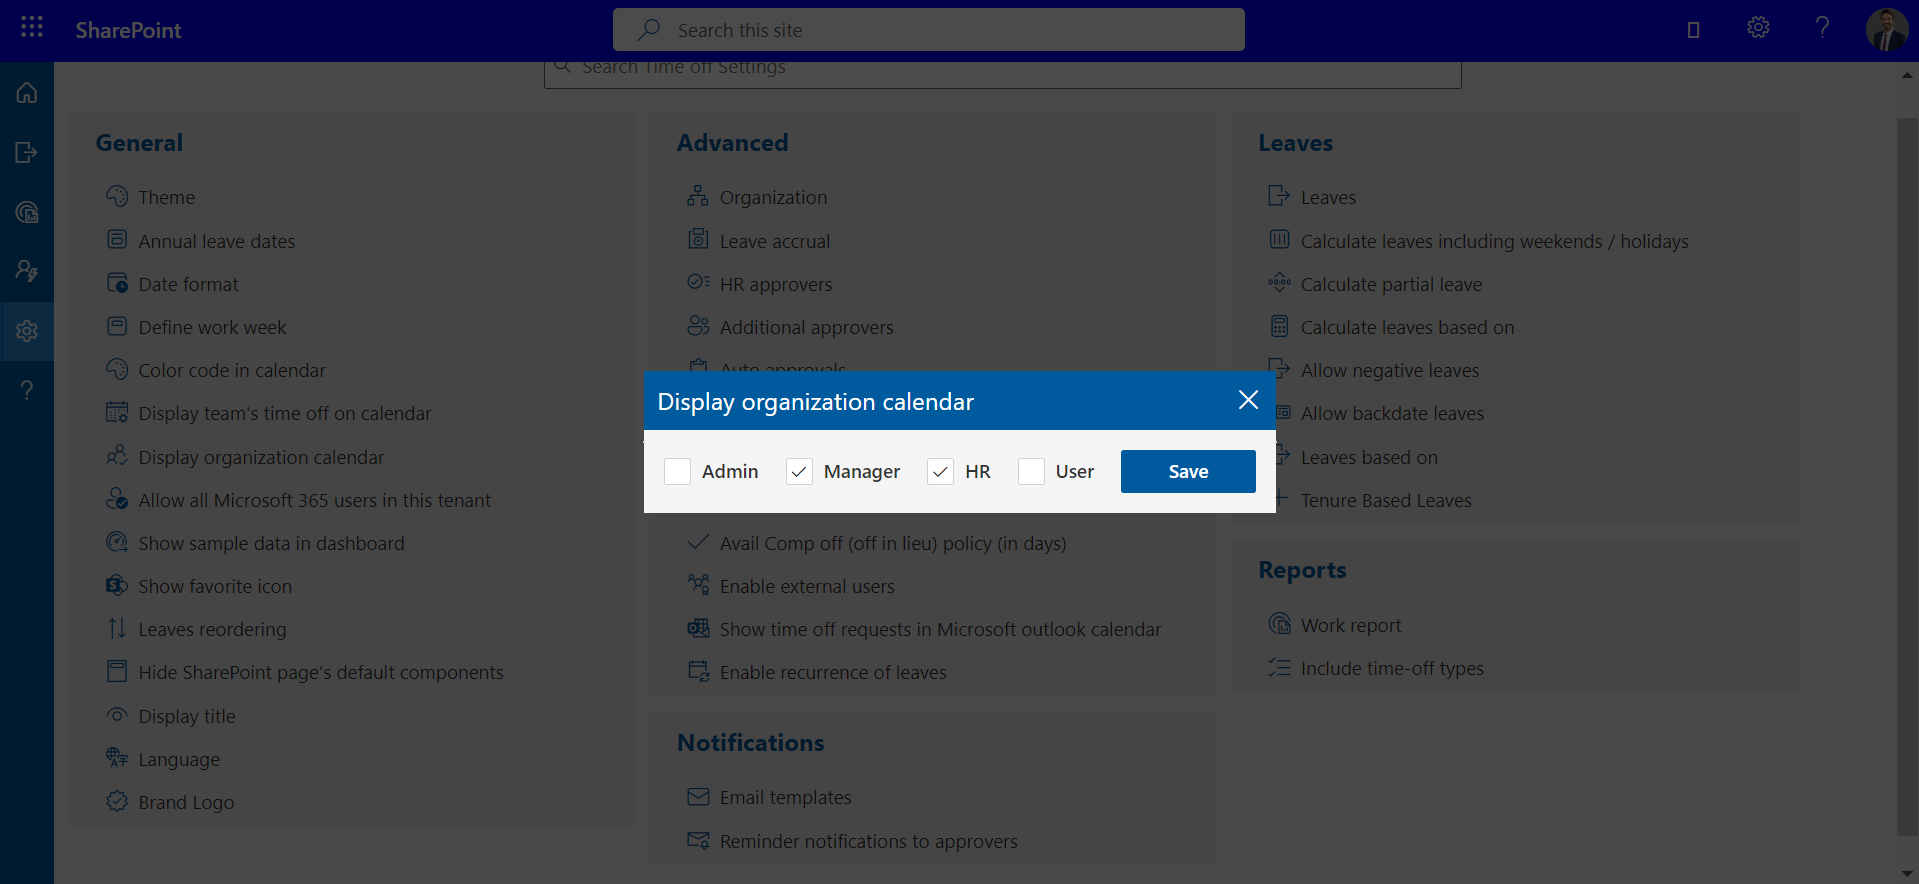 SharePoint
Search this site
Search Time off Settings
General
Theme
Annual leave dates
Date format
Define work week
Color code in calendar
Display team's time off on calendar
Display organization calendar
Allow all Microsoft 365 users in this tenant
Show sample data in dashboard
Show favorite icon
Leaves reordering
Hide SharePoint page's default components
Display title
Language
Brand Logo
Advanced
Organization
Leave accrual
HR approvers
Additional approvers
Auto approvals
Display organization calendar
Admin Manager HR User Save
Avail Comp off (off in lieu) policy (in days)
Enable external users
Show time off requests in Microsoft outlook calendar
Enable recurrence of leaves
Notifications
Email templates
Reminder notifications to approvers
Leaves
Leaves
Calculate leaves including weekends / holidays
Calculate partial leave
Calculate leaves based on
Allow negative leaves
Allow backdate leaves
Leaves based on
Tenure Based Leaves
Reports
Work report
Include time-off types